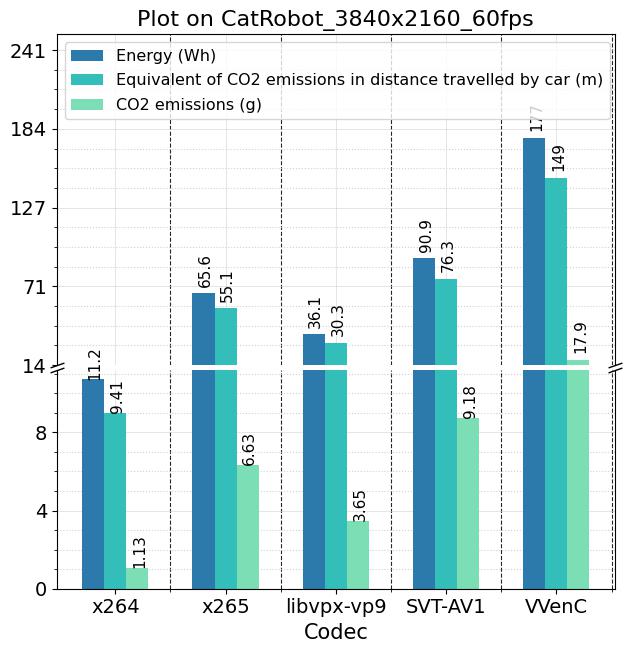 Plot on CatRobot_3840x2160_60fps
Energy (Wh)
Equivalent of CO2 emissions in distance travelled by car (m)
CO2 emissions (g)
241
184
127
71
14
8
4
0
11.2
9.41
1.13
65.6
55.1
6.63
36.1
30.3
3.65
90.9
76.3
9.18
177
149
17.9
x264
x265
libvpx-vp9
SVT-AV1
VVenC
Codec